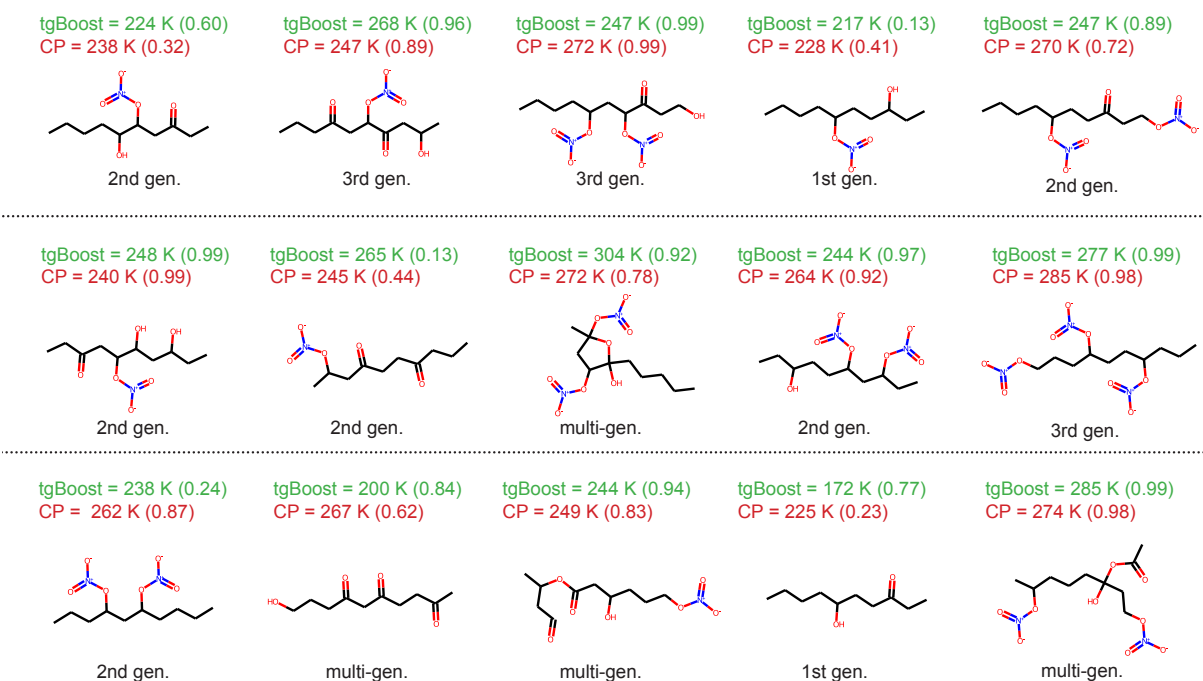 tgBoost = 224 K (0.60)
CP = 238 K (0.32)
2nd gen.
tgBoost = 268 K (0.96)
CP = 247 K (0.89)
3rd gen.
tgBoost = 247 K (0.99)
CP = 272 K (0.99)
3rd gen.
tgBoost = 217 K (0.13)
CP = 228 K (0.41)
1st gen.
tgBoost = 247 K (0.89)
CP = 270 K (0.72)
2nd gen.
tgBoost = 248 K (0.99)
CP = 240 K (0.99)
2nd gen.
tgBoost = 265 K (0.13)
CP = 245 K (0.44)
2nd gen.
tgBoost = 304 K (0.92)
CP = 272 K (0.78)
multi-gen.
tgBoost = 244 K (0.97)
CP = 264 K (0.92)
2nd gen.
tgBoost = 277 K (0.99)
CP = 285 K (0.98)
3rd gen.
tgBoost = 238 K (0.24)
CP =  262 K (0.87)
2nd gen.
tgBoost = 200 K (0.84)
CP = 267 K (0.62)
multi-gen.
tgBoost = 244 K (0.94)
CP = 249 K (0.83)
multi-gen.
tgBoost = 172 K (0.77)
CP = 225 K (0.23)
1st gen.
tgBoost = 285 K (0.99)
CP = 274 K (0.98)
multi-gen.